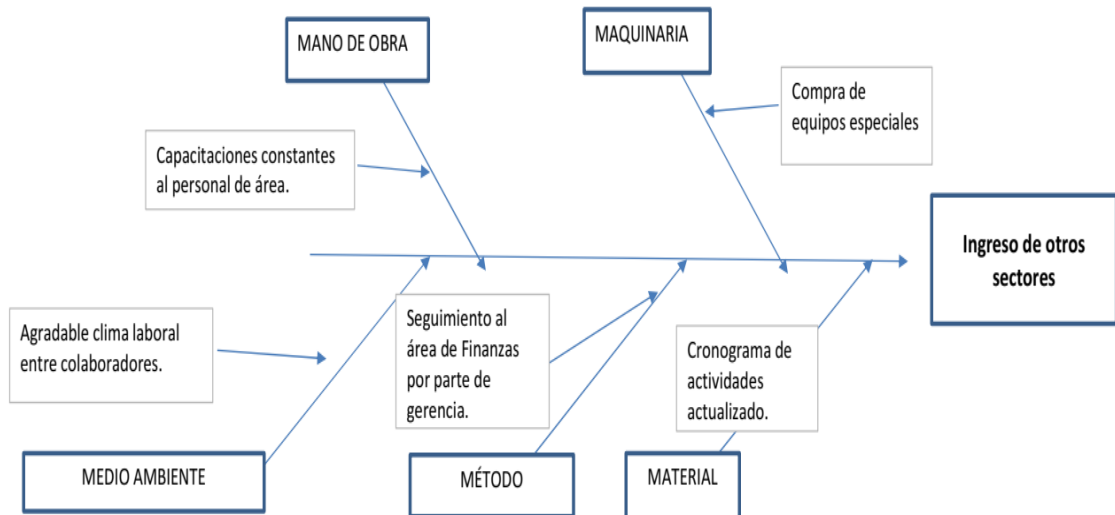 MANO DE OBRA
MAQUINARIA
Compra de
equipos especiales
Capacitaciones constantes
al personal de área.
Ingreso de otros
sectores
Agradable clima laboral
entre colaboradores.
Seguimiento al
área de Finanzas
por parte de
gerencia.
Cronograma de
actividades
actualizado.
MEDIO AMBIENTE
MÉTODO
MATERIAL